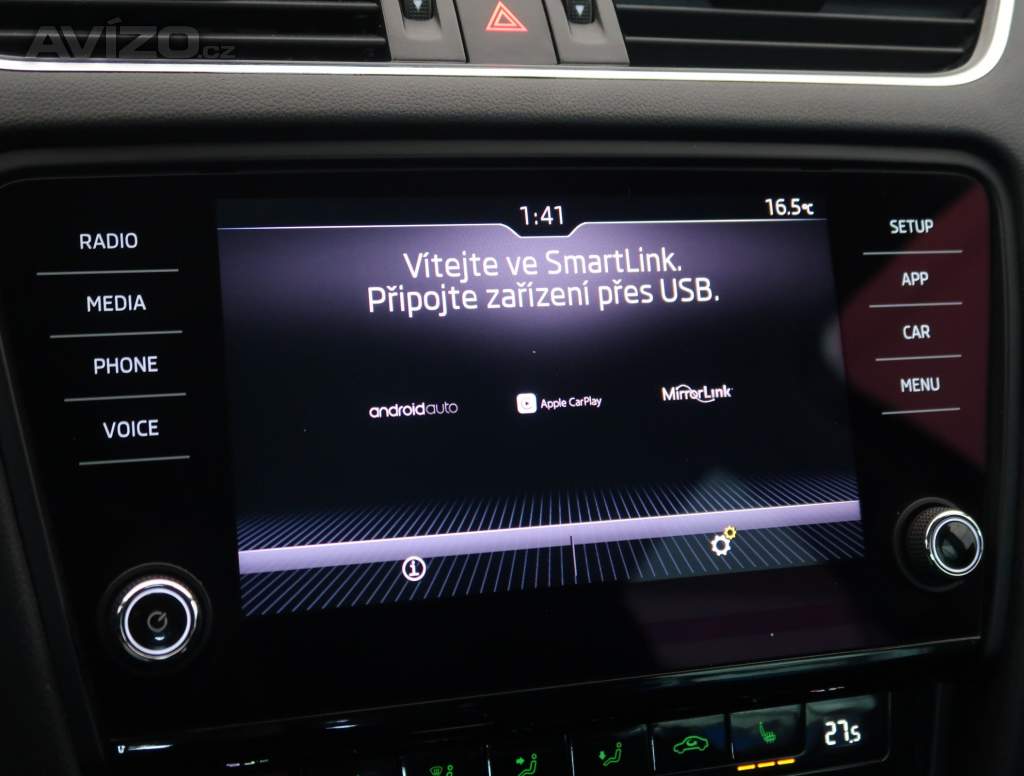 AVÍZO.cz
1:41
16.5°C
RADIO
MEDIA
PHONE
VOICE
Vítejte ve SmartLink.
Připojte zařízení přes USB.
androidauto
Apple CarPlay
MirrorLink
SETUP
APP
CAR
MENU
27.5